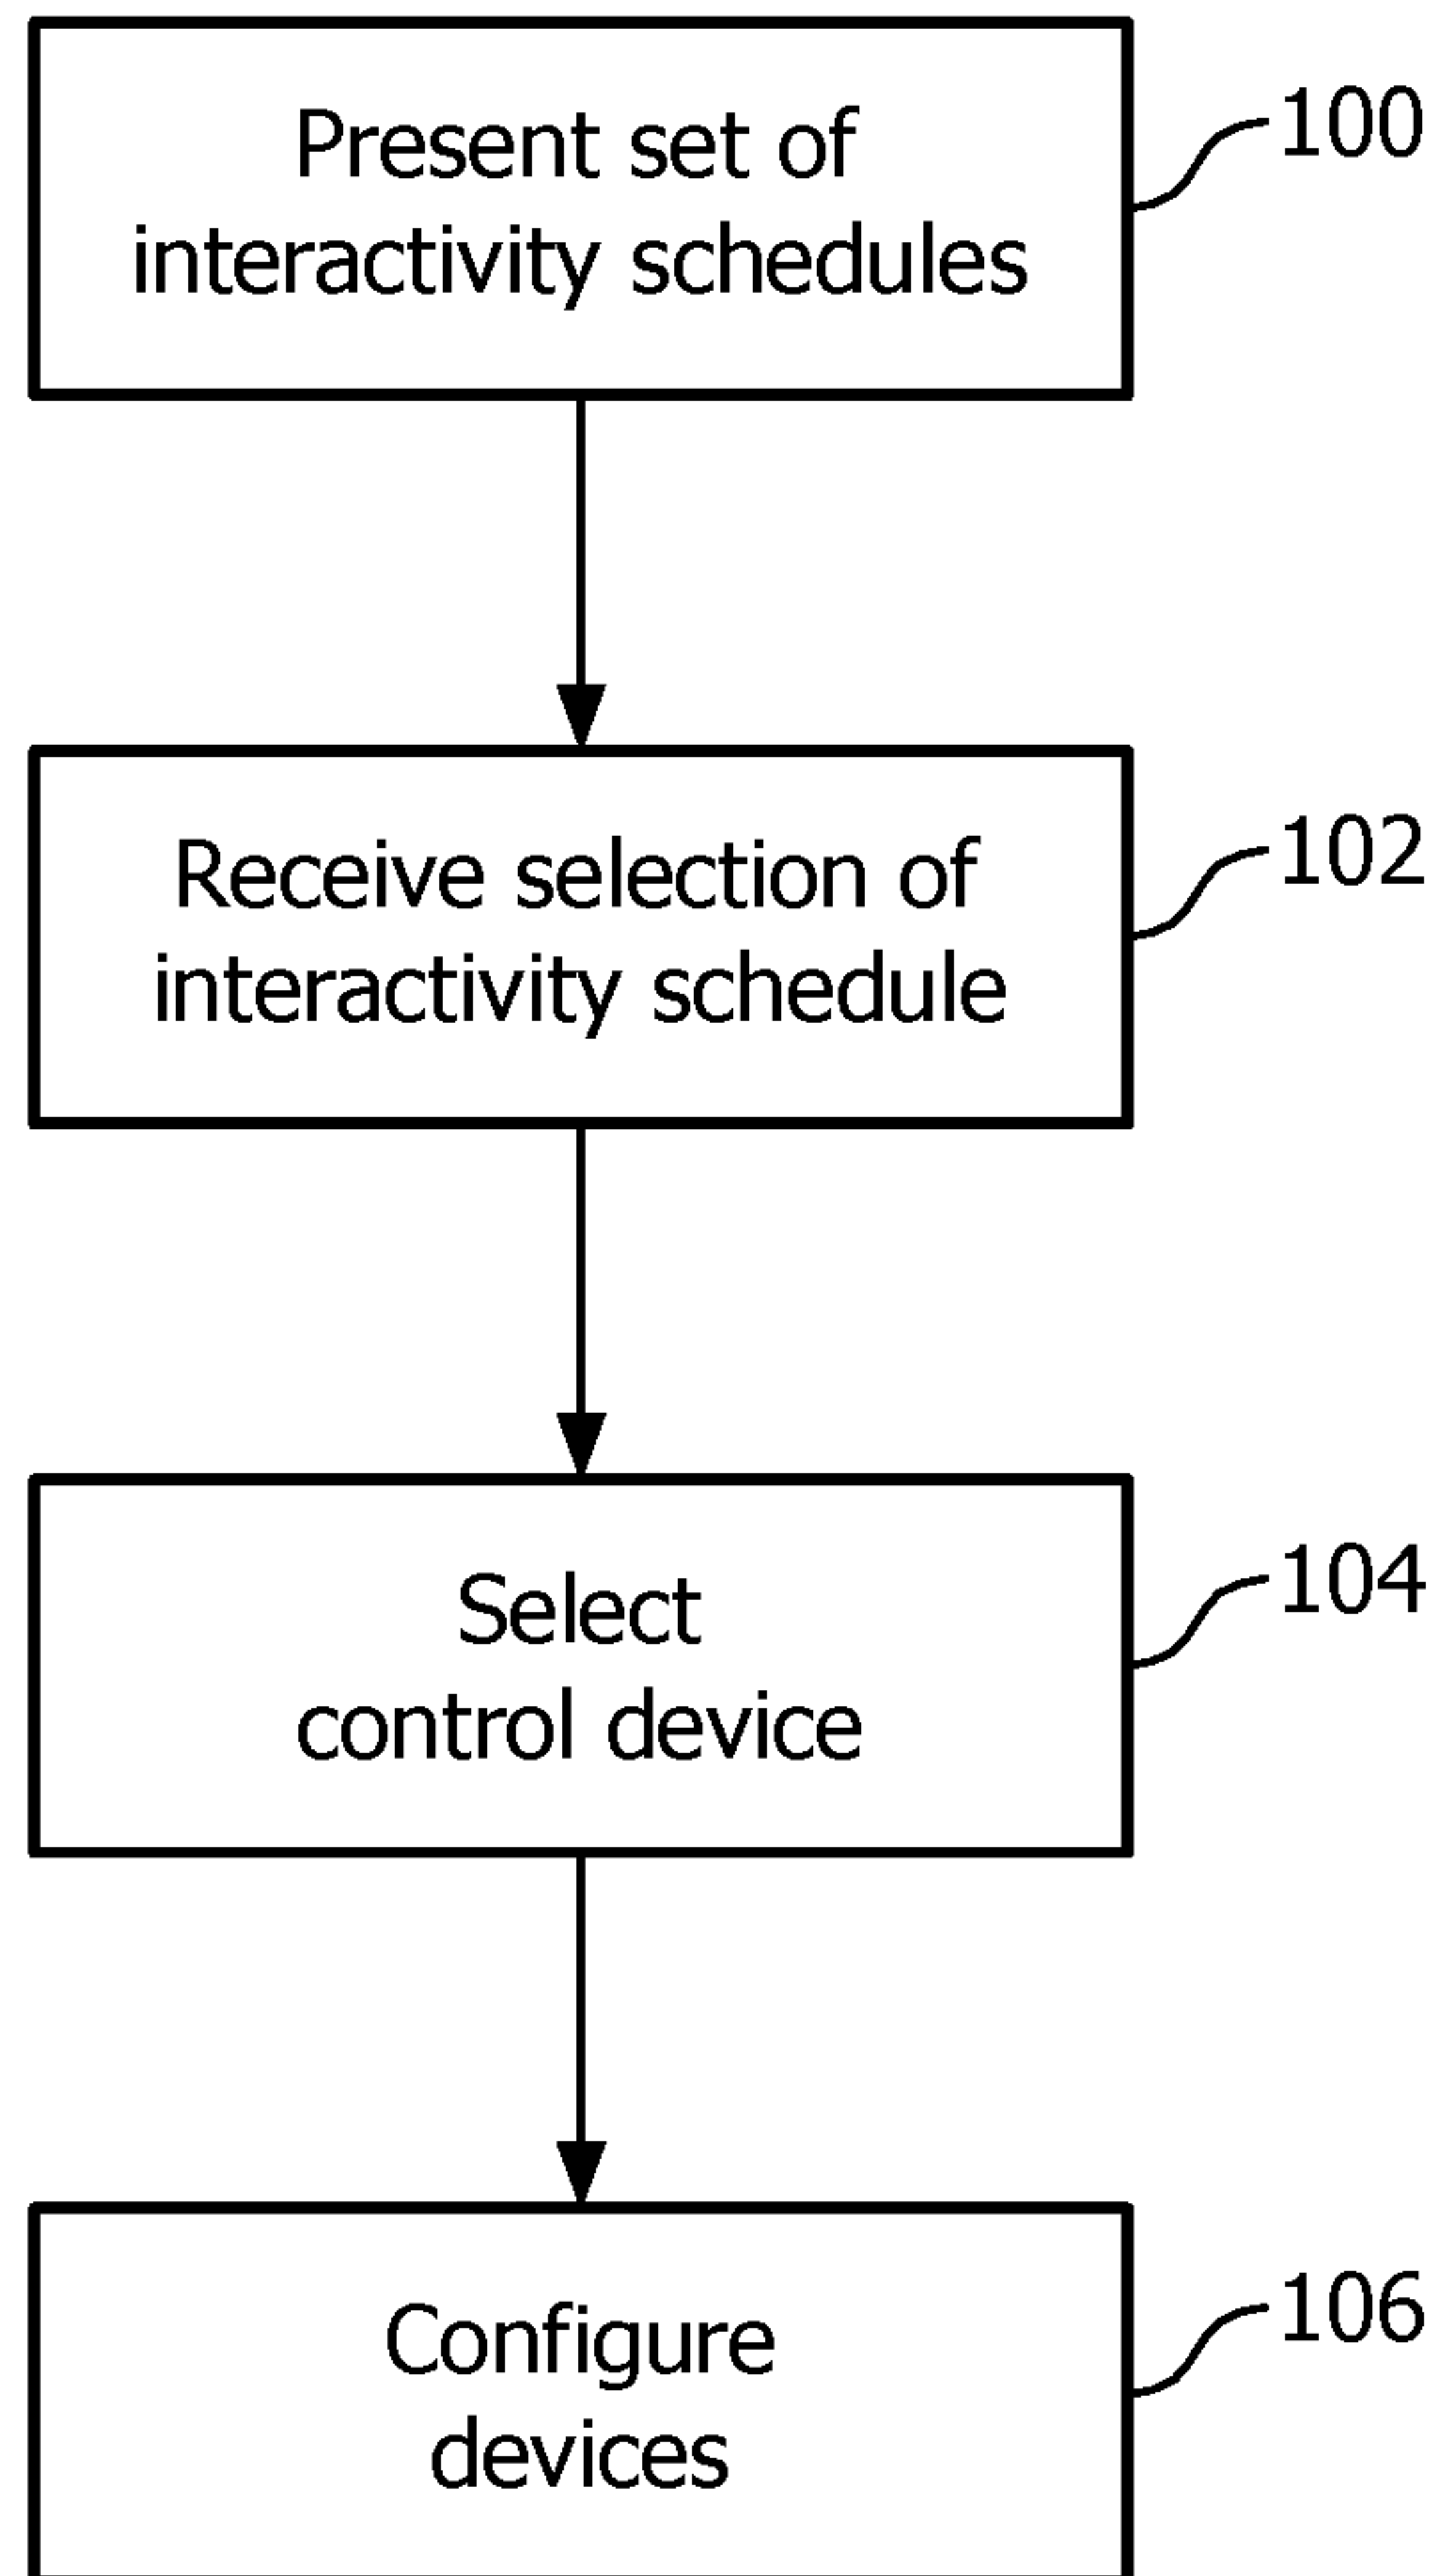 Present set of
interactivity schedules
100
Receive selection of
interactivity schedule
102
Select
control device
104
Configure
devices
106